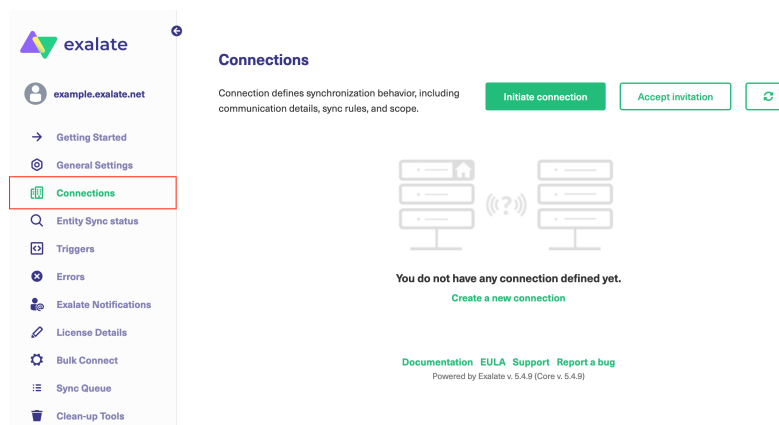 exalate
example.exalate.net
Getting Started
General Settings
Connections
Entity Sync status
Triggers
Errors
Exalate Notifications
License Details
Bulk Connect
Sync Queue
Clean-up Tools
Connections
Connection defines synchronization behavior, including
communication details, sync rules, and scope.
Initiate connection
Accept invitation
((?))
You do not have any connection defined yet.
Create a new connection
Documentation EULA Support Report a bug
Powered by Exalate v. 5.4.9 (Core v. 5.4.9)